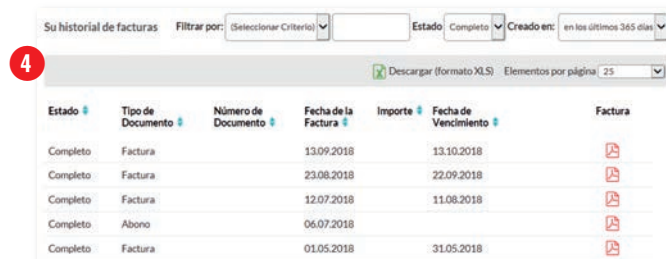 Su historial de facturas Filtrar por: (Seleccionar Criterio) Estado Completo Creado en: en los últimos 365 días
4
Descargar (formato XLS) Elementos por página 25
Estado Tipo de Documento Número de Documento Fecha de la Factura Importe Fecha de Vencimiento Factura
Completo Factura 13.09.2018 13.10.2018
Completo Factura 23.08.2018 22.09.2018
Completo Factura 12.07.2018 11.08.2018
Completo Abono 06.07.2018
Completo Factura 01.05.2018 31.05.2018